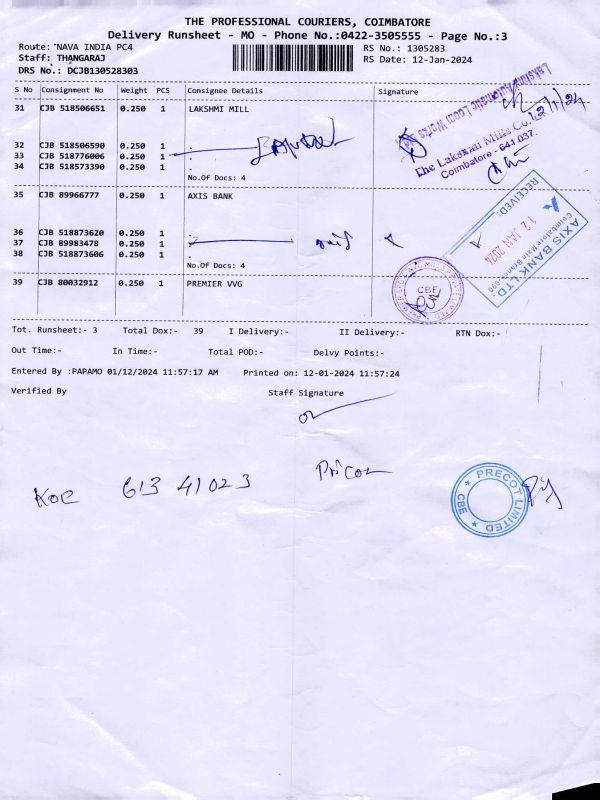 THE PROFESSIONAL COURIERS, COIMBATORE
Delivery Runsheet - MO - Phone No.:0422-3505555 - Page No.:3
Route: NAVA INDIA PC4 RS No.: 1305283
Staff: THANGARAJ RS Date: 12-Jan-2024
DRS No.: DCJB130528303
S No Consignment No Weight PCS Consignee Details Signature
31 CJB 518506651 0.250 1 LAKSHMI MILL
12/1/24
The Lakshmi Mills Co.
Coimbatore - 641 037.
32 CJB 518506590 0.250 1 .
33 CJB 518776006 0.250 1 .
34 CJB 518573390 0.250 1 .
No.Of Docs: 4
35 CJB 89966777 0.250 1 AXIS BANK
RECEIVED:
12 JAN 2024
AXIS BANK LTD.
Coimbatore Main Branch
36 CJB 518873620 0.250 1 .
37 CJB 89983478 0.250 1 .
38 CJB 518873606 0.250 1 .
No.Of Docs: 4
39 CJB 80032912 0.250 1 PREMIER VVG
CBE
Tot. Runsheet:- 3 Total Dox:- 39 I Delivery:- II Delivery:- RTN Dox:-
Out Time:- In Time:- Total POD:- Delvy Points:-
Entered By :PAPAMO 01/12/2024 11:57:17 AM Printed on: 12-01-2024 11:57:24
Verified By Staff Signature
KOC 613 41023 Pricon
PRECOT LIMITED
CBE